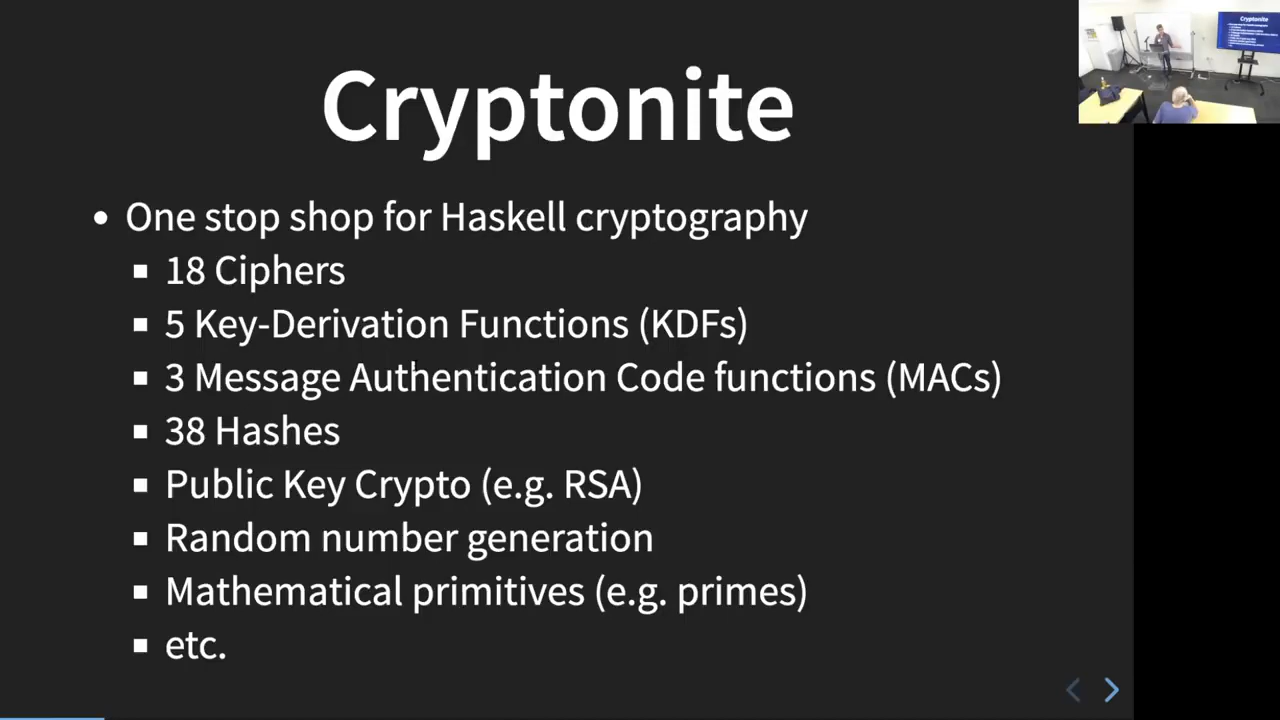 Cryptonite
One stop shop for Haskell cryptography
18 Ciphers
5 Key-Derivation Functions (KDFs)
3 Message Authentication Code functions (MACs)
38 Hashes
Public Key Crypto (e.g. RSA)
Random number generation
Mathematical primitives (e.g. primes)
etc.
Cryptonite